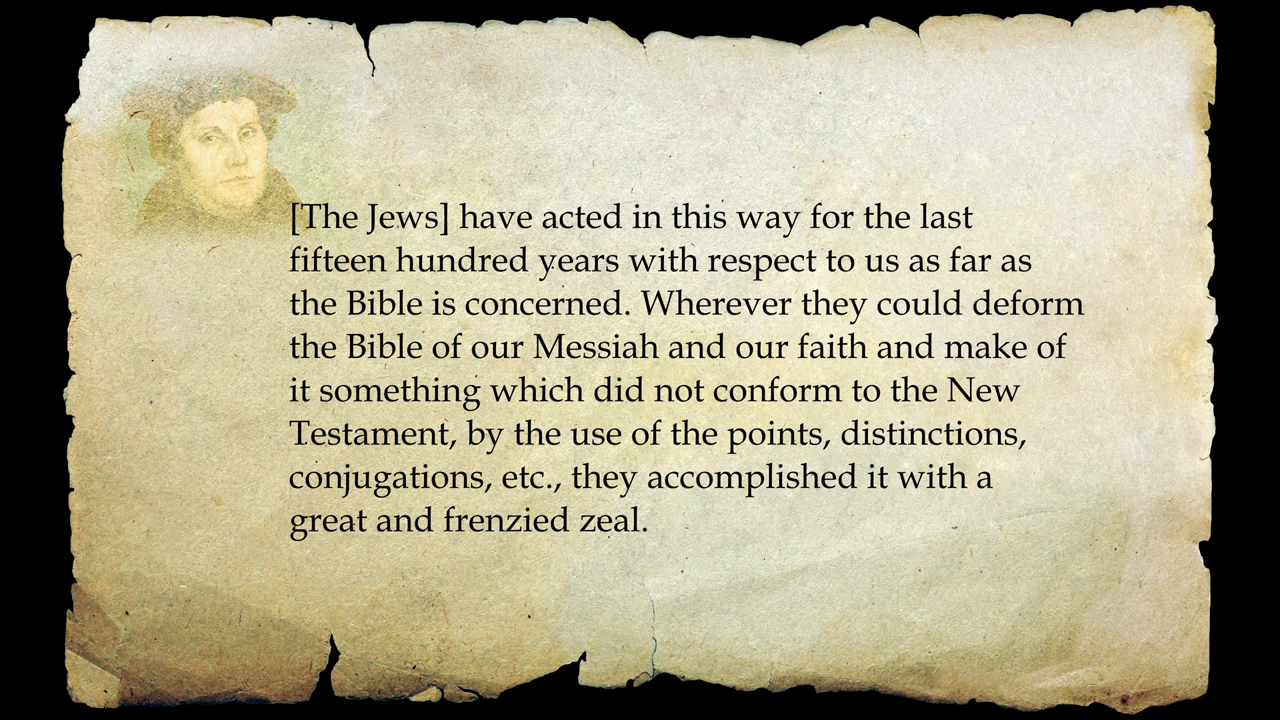 [The Jews] have acted in this way for the last
fifteen hundred years with respect to us as far as
the Bible is concerned. Wherever they could deform
the Bible of our Messiah and our faith and make of
it something which did not conform to the New
Testament, by the use of the points, distinctions,
conjugations, etc., they accomplished it with a
great and frenzied zeal.